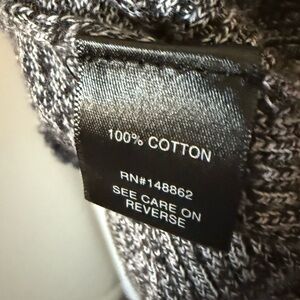 100% COTTON
RN#148862
SEE CARE ON
REVERSE